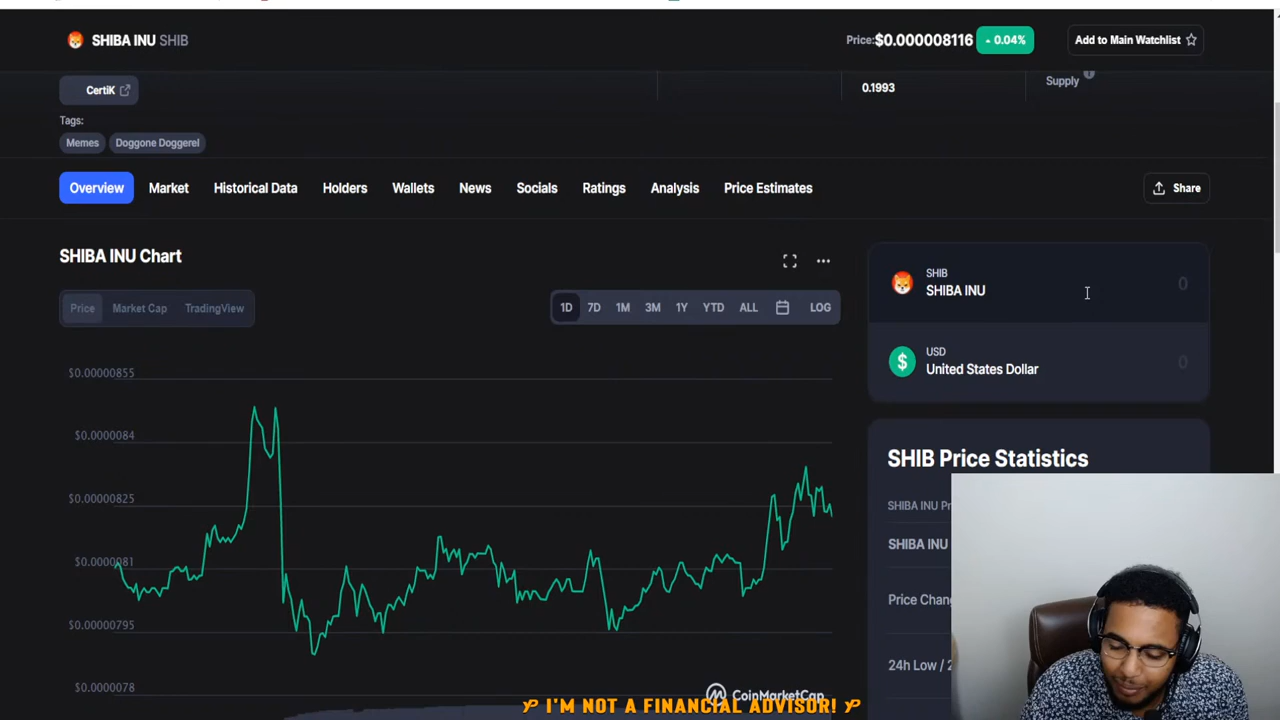 SHIBA INU SHIB
Price:$0.000008116 0.04%
Add to Main Watchlist
CertiK
0.1993
Supply
Tags:
Memes Doggone Doggerel
Overview Market Historical Data Holders Wallets News Socials Ratings Analysis Price Estimates
Share
SHIBA INU Chart
Price Market Cap TradingView
1D 7D 1M 3M 1Y YTD ALL LOG
$0.00000855
$0.0000084
$0.00000825
$0.0000081
$0.00000795
$0.0000078
CoinMarketCap
SHIB
SHIBA INU
0
USD
United States Dollar
0
SHIB Price Statistics
SHIBA INU
SHIBA INU
Price
24h Low /
I'M NOT A FINANCIAL ADVISOR!